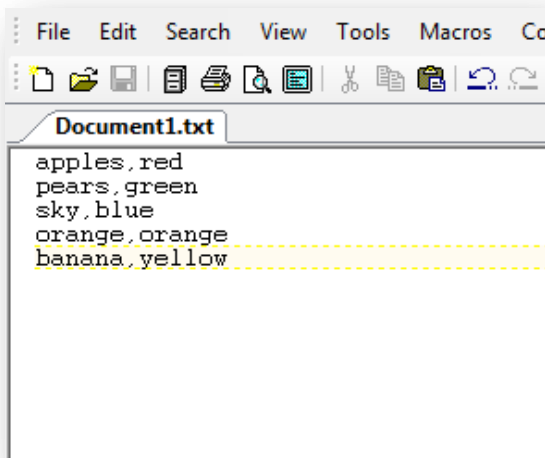 File Edit Search View Tools Macros Co
Document1.txt
apples,red
pears,green
sky,blue
orange,orange
banana,yellow